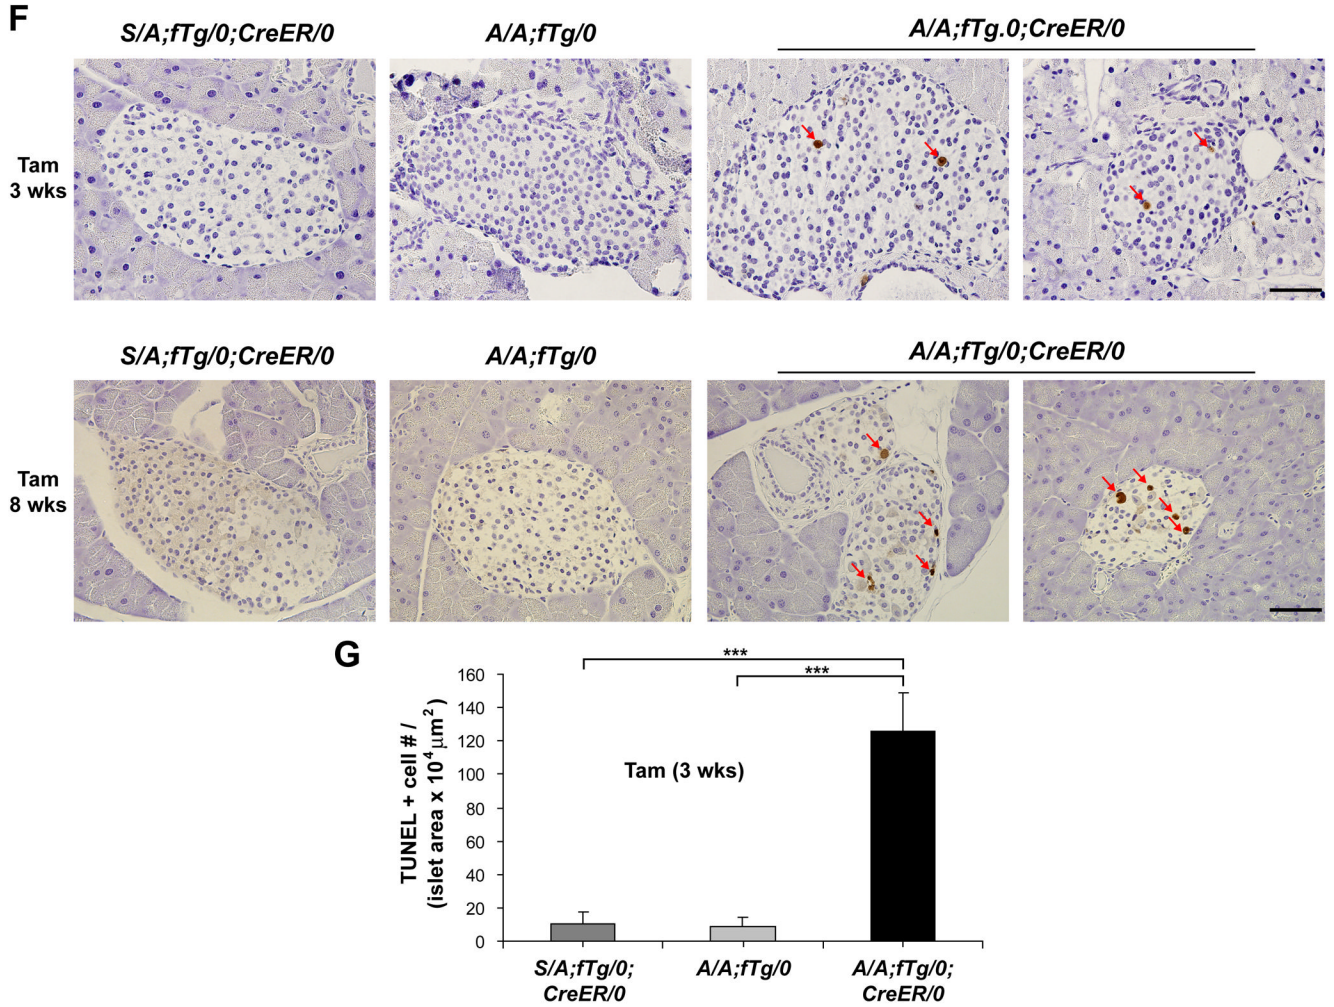 F
S/A;fTg/0;CreER/0
A/A;fTg/0
A/A;fTg.0;CreER/0
Tam
3 wks
S/A;fTg/0;CreER/0
A/A;fTg/0
A/A;fTg/0;CreER/0
Tam
8 wks
G
***
***
160
140
120
100
80
60
40
20
0
TUNEL + cell # /
(islet area x 10⁴ μm²)
Tam (3 wks)
S/A;fTg/0;
CreER/0
A/A;fTg/0
A/A;fTg/0;
CreER/0